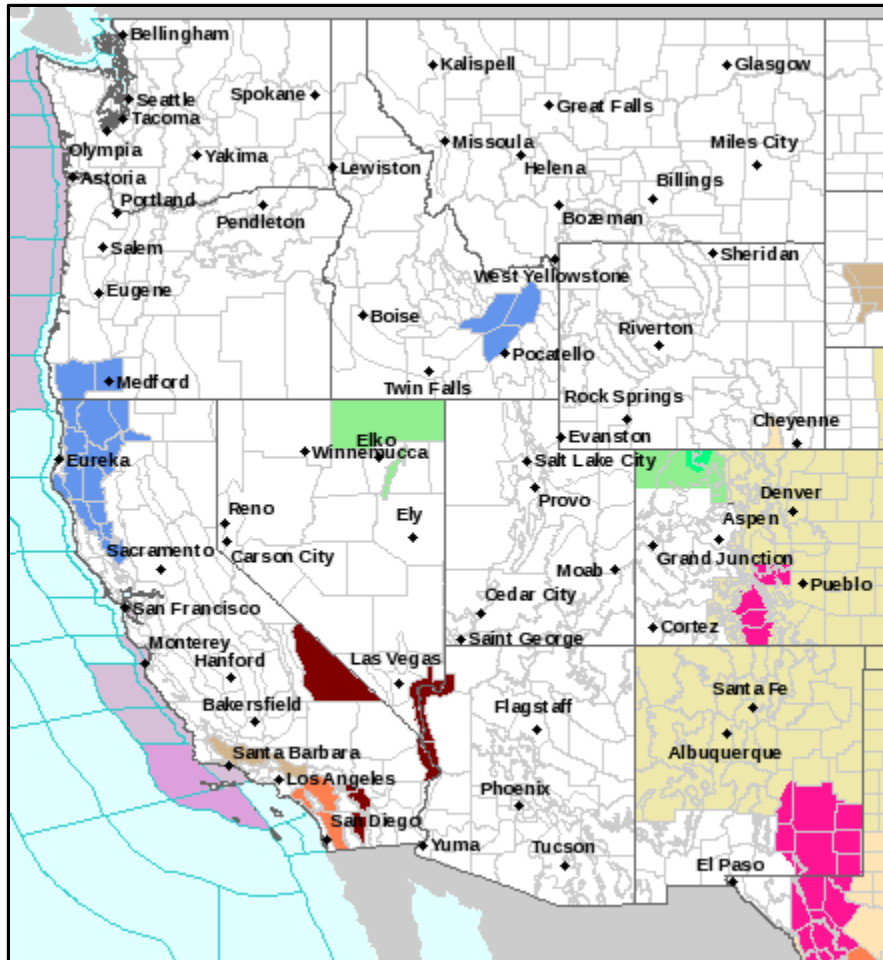 Bellingham
Kalispell
Glasgow
Spokane
Seattle
Great Falls
Tacoma
Missoula
Miles City
Olympia
Yakima
Helena
Lewiston
Astoria
Billings
Portland
Pendleton
Bozeman
Salem
Sheridan
West Yellowstone
Eugene
Boise
Riverton
Pocatello
Medford
Twin Falls
Rock Springs
Cheyenne
Elko
Evanston
Winnemucca
Eureka
Salt Lake City
Denver
Provo
Reno
Ely
Aspen
Sacramento
Carson City
Grand Junction
Moab
Pueblo
Cedar City
San Francisco
Cortez
Saint George
Monterey
Hanford
Las Vegas
Santa Fe
Bakersfield
Flagstaff
Albuquerque
Santa Barbara
Los Angeles
Phoenix
San Diego
Yuma
Tucson
El Paso